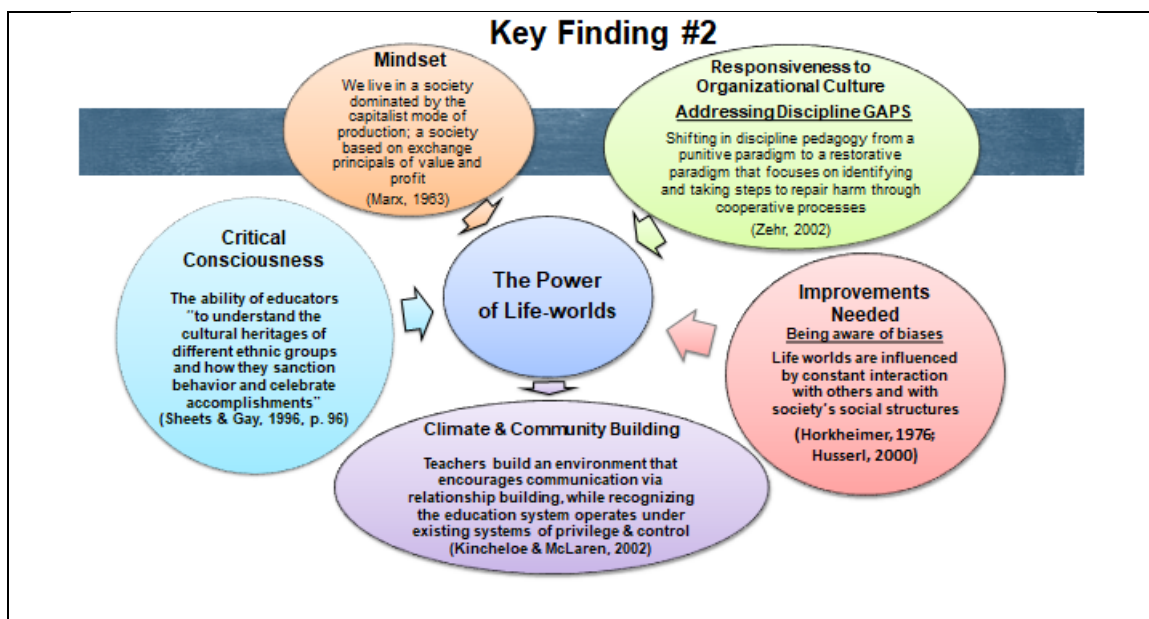 Key Finding #2
Mindset
We live in a society
dominated by the
capitalist mode of
production; a society
based on exchange
principals of value and
profit
(Marx, 1963)
Responsiveness to
Organizational Culture
Addressing Discipline GAPS
Shifting in discipline pedagogy from a
punitive paradigm to a restorative
paradigm that focuses on identifying
and taking steps to repair harm through
cooperative processes
(Zehr, 2002)
Critical
Consciousness
The ability of educators
"to understand the
cultural heritages of
different ethnic groups
and how they sanction
behavior and celebrate
accomplishments"
(Sheets & Gay, 1996, p. 96)
The Power
of Life-worlds
Improvements
Needed
Being aware of biases
Life worlds are influenced
by constant interaction
with others and with
society's social structures
(Horkheimer, 1976;
Husserl, 2000)
Climate & Community Building
Teachers build an environment that
encourages communication via
relationship building, while recognizing
the education system operates under
existing systems of privilege & control
(Kincheloe & McLaren, 2002)